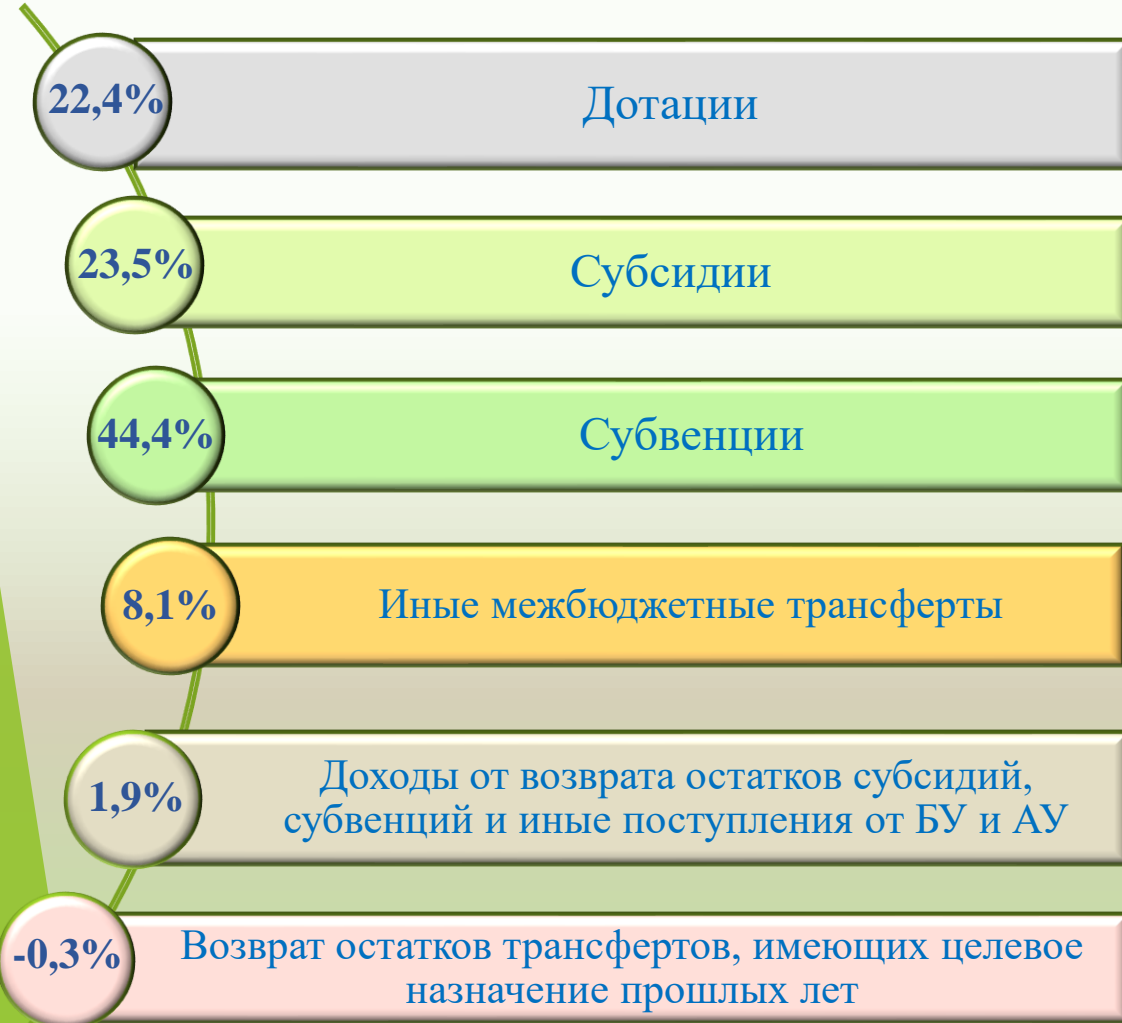 22,4%
Дотации
23,5%
Субсидии
44,4%
Субвенции
8,1%
Иные межбюджетные трансферты
1,9%
Доходы от возврата остатков субсидий,
субвенций и иные поступления от БУ и АУ
-0,3%
Возврат остатков трансфертов, имеющих целевое
назначение прошлых лет